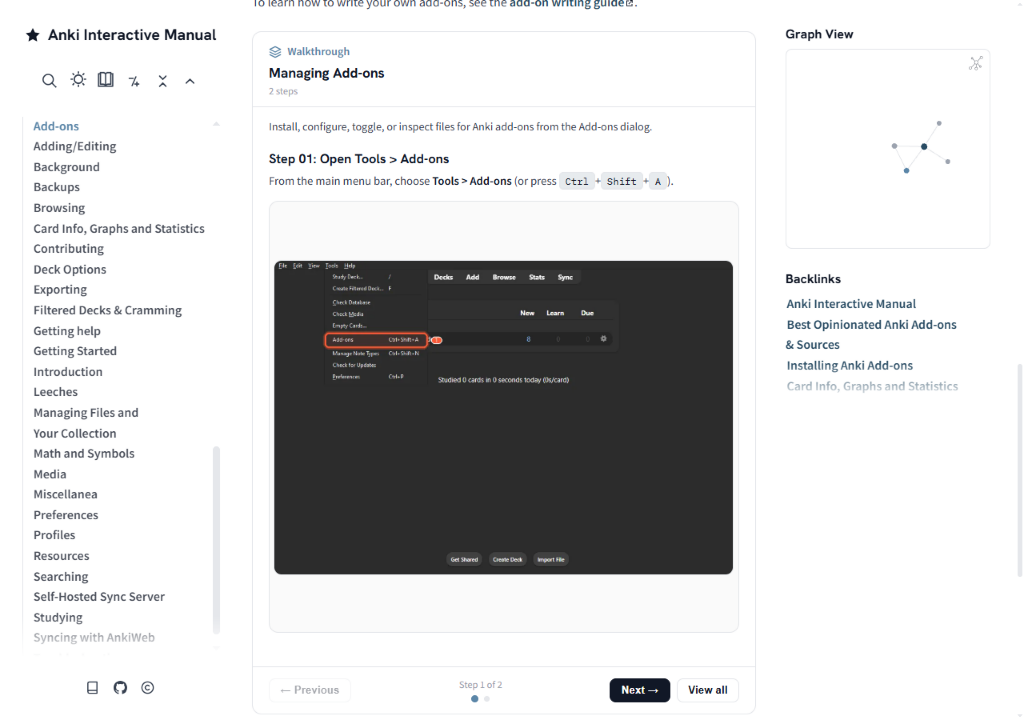 To learn how to write your own add-ons, see the add-on writing guide.
Anki Interactive Manual
Add-ons
Adding/Editing
Background
Backups
Browsing
Card Info, Graphs and Statistics
Contributing
Deck Options
Exporting
Filtered Decks & Cramming
Getting help
Getting Started
Introduction
Leeches
Managing Files and
Your Collection
Math and Symbols
Media
Miscellanea
Preferences
Profiles
Resources
Searching
Self-Hosted Sync Server
Studying
Syncing with AnkiWeb
Walkthrough
Managing Add-ons
2 steps
Install, configure, toggle, or inspect files for Anki add-ons from the Add-ons dialog.
Step 01: Open Tools > Add-ons
From the main menu bar, choose Tools > Add-ons (or press Ctrl + Shift + A ).
File Edit View Tools Help
Study Deck... /
Create Filtered Deck... F
Check Database
Check Media
Empty Cards...
Add-ons Ctrl+Shift+A
Manage Note Types Ctrl+Shift+N
Check for Updates
Preferences Ctrl+P
Decks Add Browse Stats Sync
New Learn Due
8 0 0
Studied 0 cards in 0 seconds today (0s/card)
Get Shared Create Deck Import File
← Previous
Step 1 of 2
Next →
View all
Graph View
Backlinks
Anki Interactive Manual
Best Opinionated Anki Add-ons
& Sources
Installing Anki Add-ons
Card Info, Graphs and Statistics